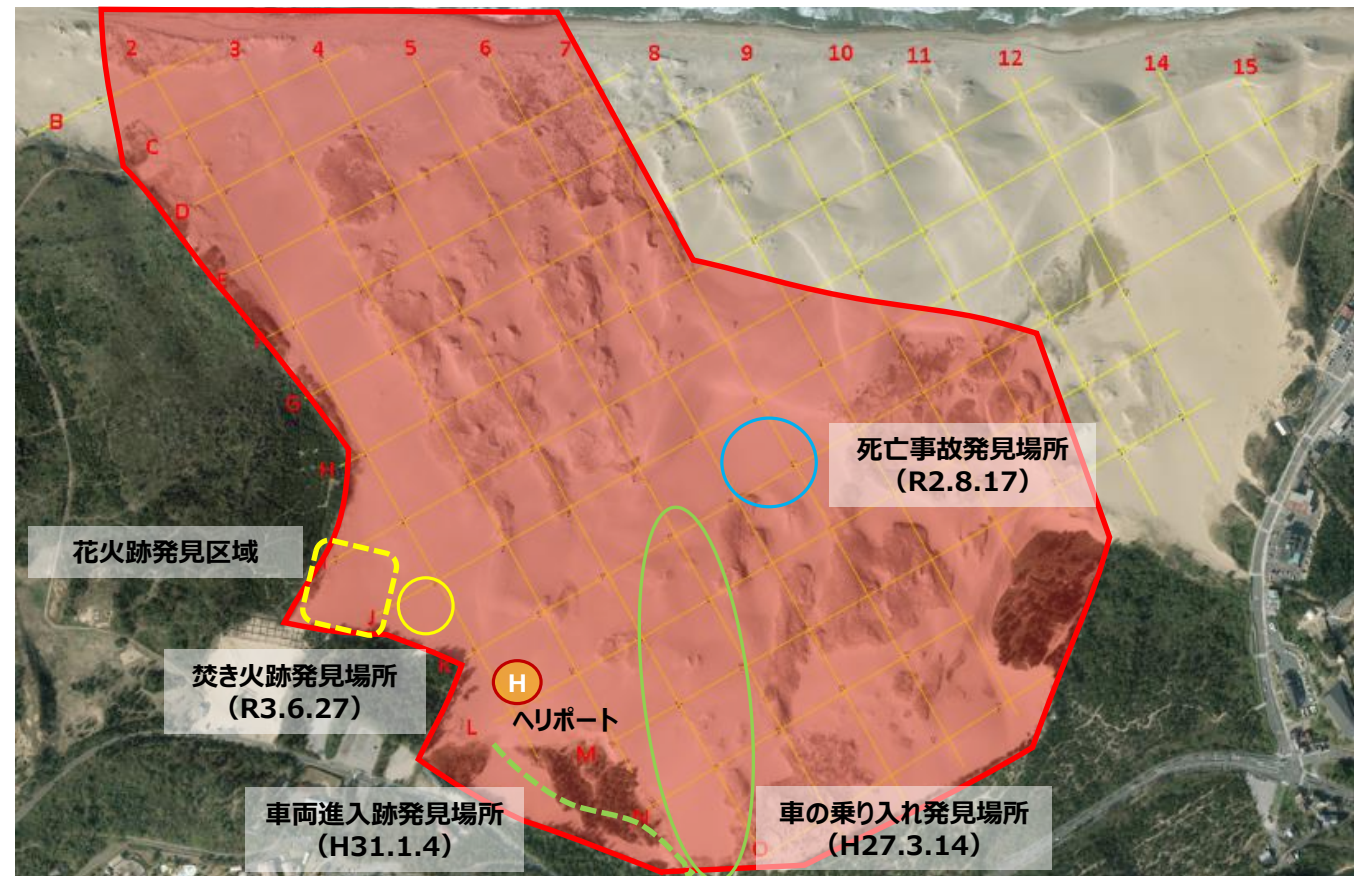 2
3
4
5
6
7
8
9
10
11
12
14
15
B
C
D
E
G
H
死亡事故発見場所
（R2.8.17）
花火跡発見区域
J
焚き火跡発見場所
（R3.6.27）
K
H
ヘリポート
L
M
車両進入跡発見場所
（H31.1.4）
N
車の乗り入れ発見場所
（H27.3.14）
O